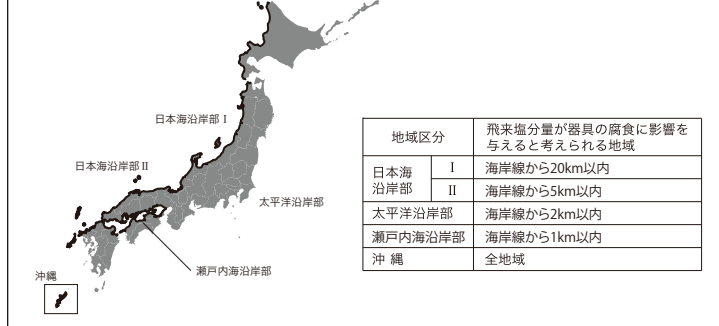 日本海沿岸部Ⅰ
日本海沿岸部Ⅱ
太平洋沿岸部
瀬戸内海沿岸部
沖縄
地域区分
飛来塩分量が器具の腐食に影響を
与えると考えられる地域
日本海
沿岸部
Ⅰ
海岸線から20km以内
Ⅱ
海岸線から5km以内
太平洋沿岸部
海岸線から2km以内
瀬戸内海沿岸部
海岸線から1km以内
沖 縄
全地域